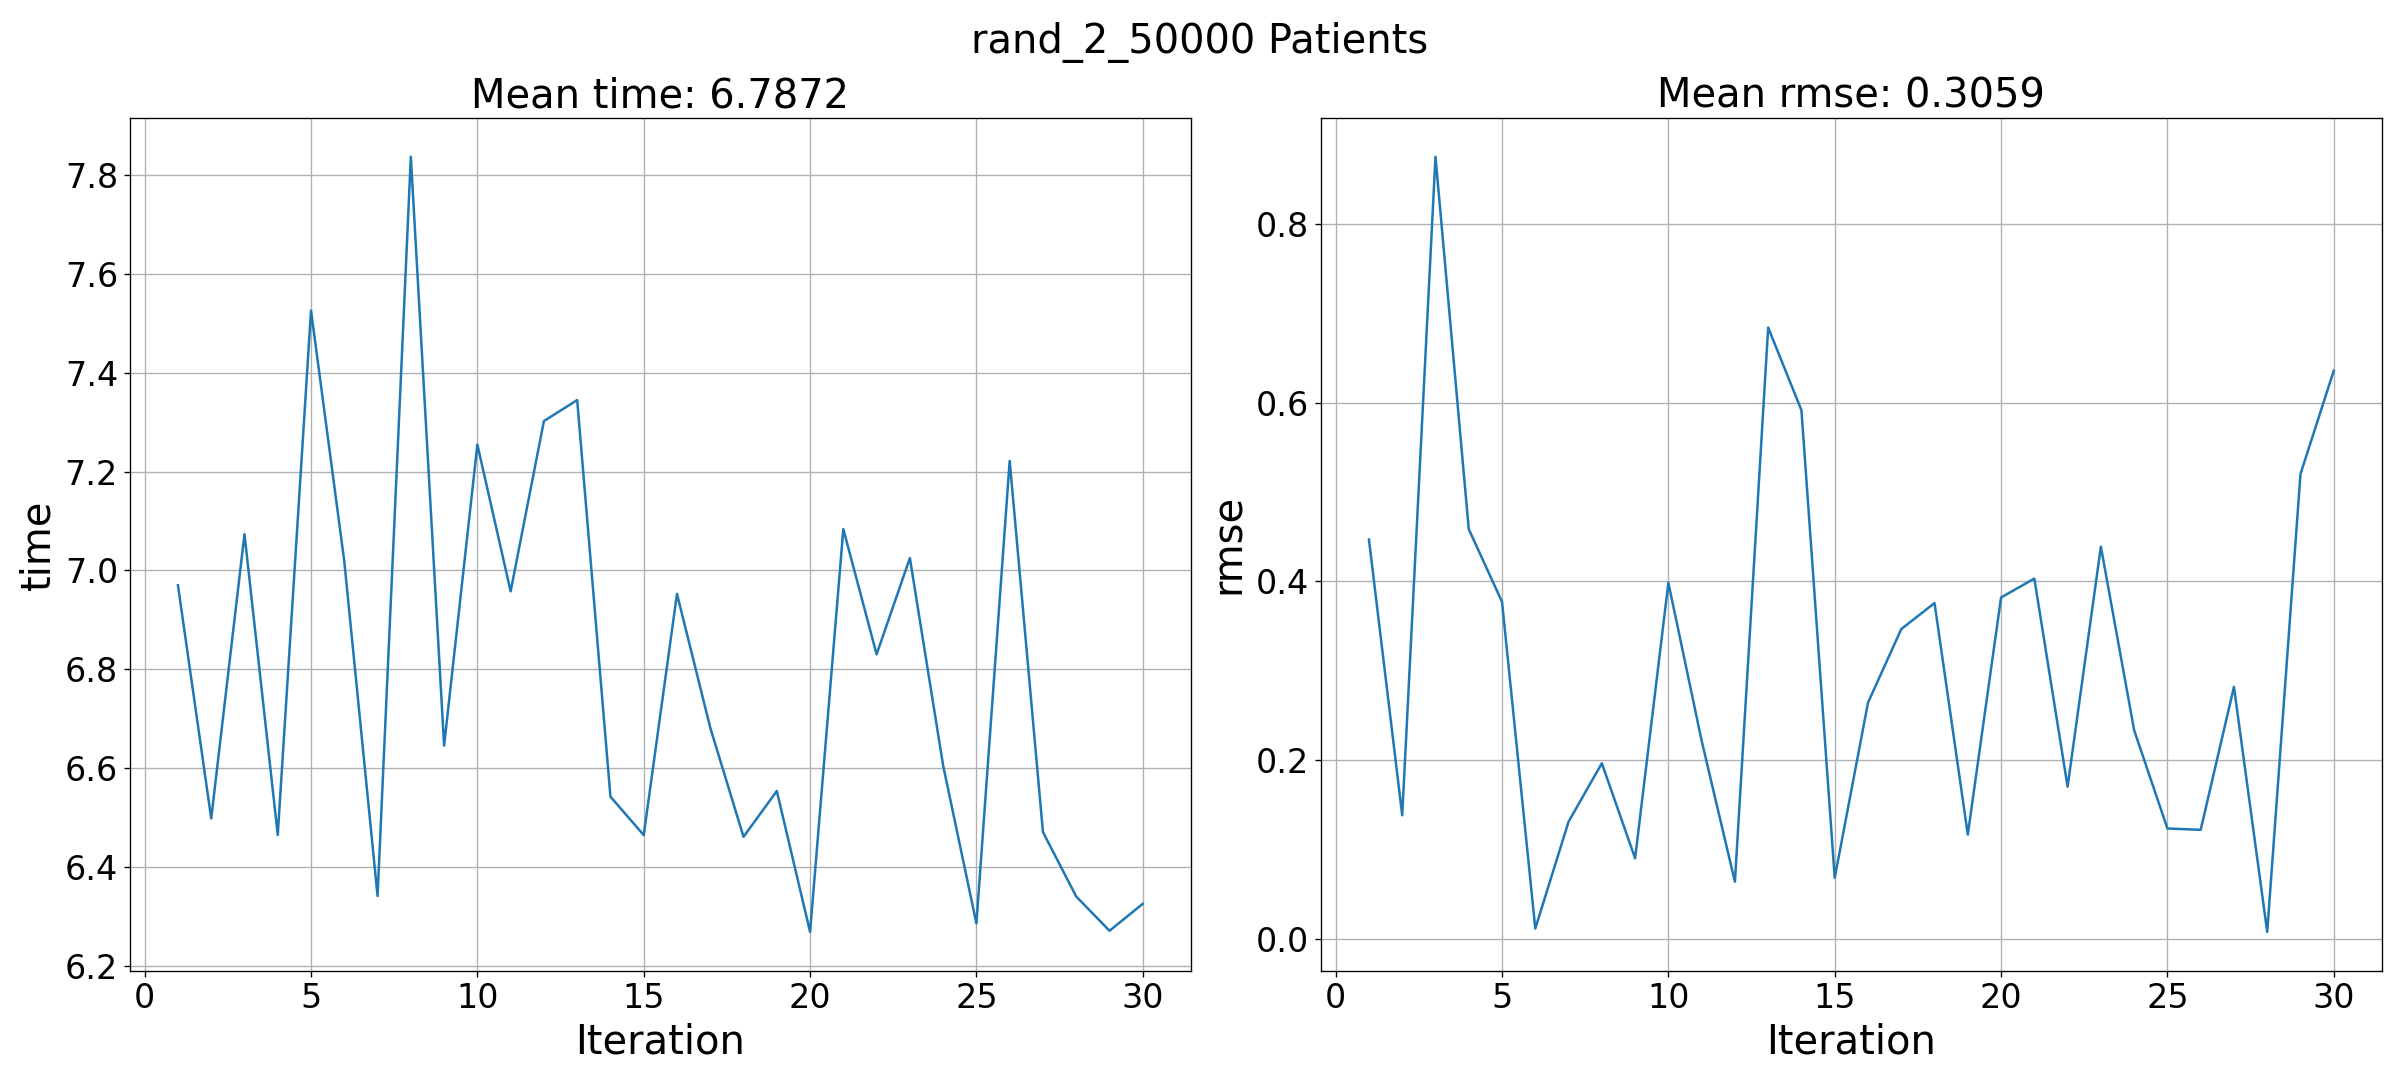 rand_2_50000 Patients
Mean time: 6.7872
7.8
7.6
7.4
7.2
7.0
6.8
6.6
6.4
6.2
time
0 5 10 15 20 25 30
Iteration
Mean rmse: 0.3059
0.8
0.6
0.4
0.2
0.0
rmse
0 5 10 15 20 25 30
Iteration